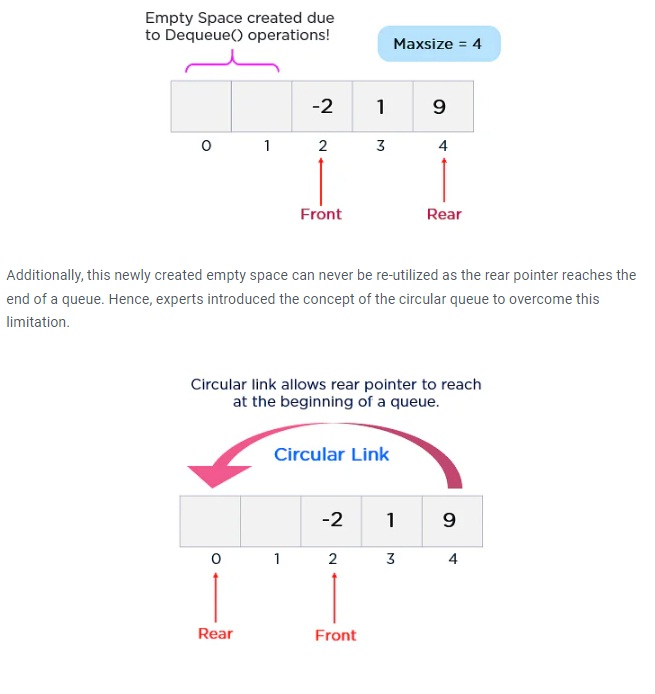 Empty Space created due
to Dequeue() operations!
Maxsize = 4
-2 1 9
0 1 2 3 4
Front Rear
Additionally, this newly created empty space can never be re-utilized as the rear pointer reaches the
end of a queue. Hence, experts introduced the concept of the circular queue to overcome this
limitation.
Circular link allows rear pointer to reach
at the beginning of a queue.
Circular Link
-2 1 9
0 1 2 3 4
Rear Front